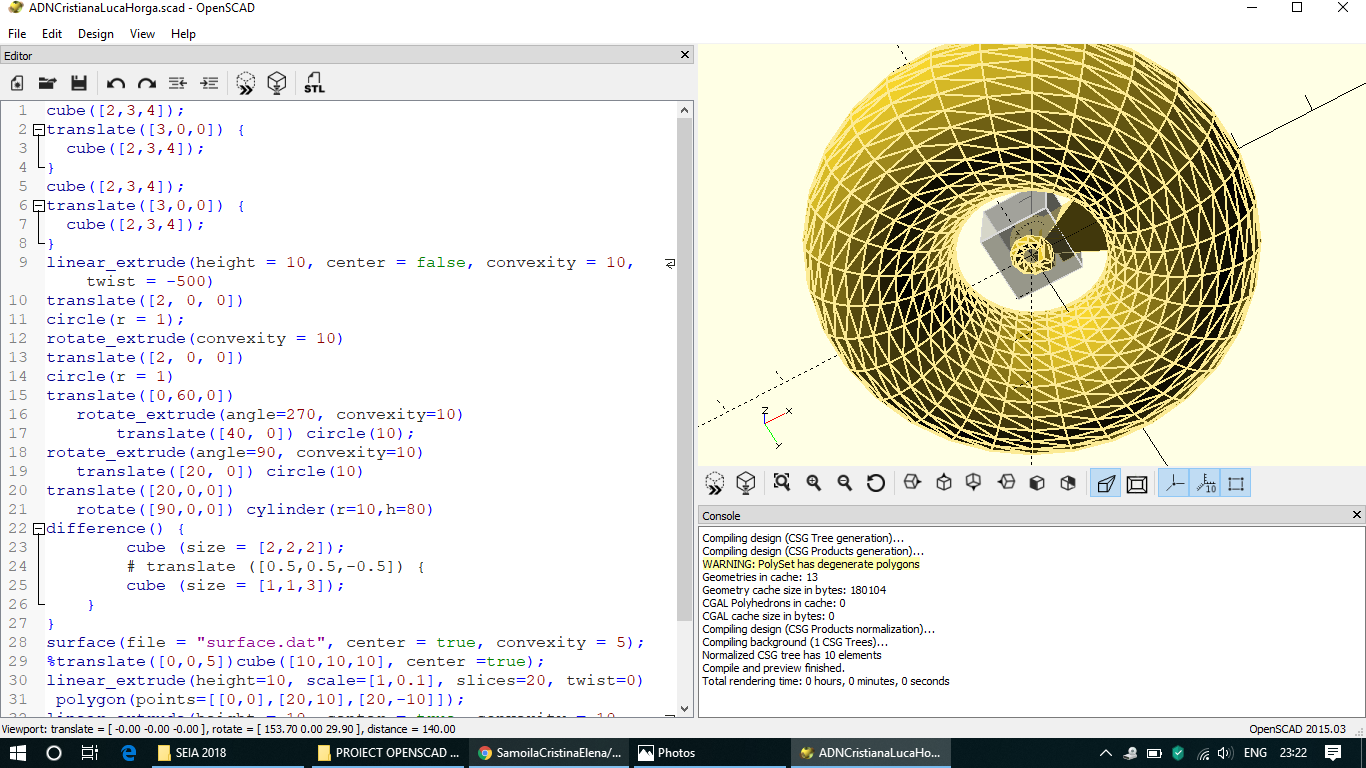 ADNCristianaLucaHorga.scad - OpenSCAD
File Edit Design View Help
Editor
STL
1 cube([2,3,4]);
2 translate([3,0,0]) {
3 cube([2,3,4]);
4 }
5 cube([2,3,4]);
6 translate([3,0,0]) {
7 cube([2,3,4]);
8 }
9 linear_extrude(height = 10, center = false, convexity = 10,
twist = -500)
10 translate([2, 0, 0])
11 circle(r = 1);
12 rotate_extrude(convexity = 10)
13 translate([2, 0, 0])
14 circle(r = 1)
15 translate([0,60,0])
16 rotate_extrude(angle=270, convexity=10)
17 translate([40, 0]) circle(10);
18 rotate_extrude(angle=90, convexity=10)
19 translate([20, 0]) circle(10)
20 translate([20,0,0])
21 rotate([90,0,0]) cylinder(r=10,h=80)
22 difference() {
23 cube (size = [2,2,2]);
24 # translate ([0.5,0.5,-0.5]) {
25 cube (size = [1,1,3]);
26 }
27 }
28 surface(file = "surface.dat", center = true, convexity = 5);
29 %translate([0,0,5])cube([10,10,10], center =true);
30 linear_extrude(height=10, scale=[1,0.1], slices=20, twist=0)
31 polygon(points=[[0,0],[20,10],[20,-10]]);
32 linear_extrude(height = 10, center = true, convexity = 10,
z
x
y
10
Console
Compiling design (CSG Tree generation)...
Compiling design (CSG Products generation)...
WARNING: PolySet has degenerate polygons
Geometries in cache: 13
Geometry cache size in bytes: 180104
CGAL Polyhedrons in cache: 0
CGAL cache size in bytes: 0
Compiling design (CSG Products normalization)...
Compiling background (1 CSG Trees)...
Normalized CSG tree has 10 elements
Compile and preview finished.
Total rendering time: 0 hours, 0 minutes, 0 seconds
Viewport: translate = [ -0.00 -0.00 -0.00 ], rotate = [ 153.70 0.00 29.90 ], distance = 140.00
OpenSCAD 2015.03
SEIA 2018
PROIECT OPENSCAD ...
SamoilaCristinaElena/...
Photos
ADNCristianaLucaHo...
ENG
23:22